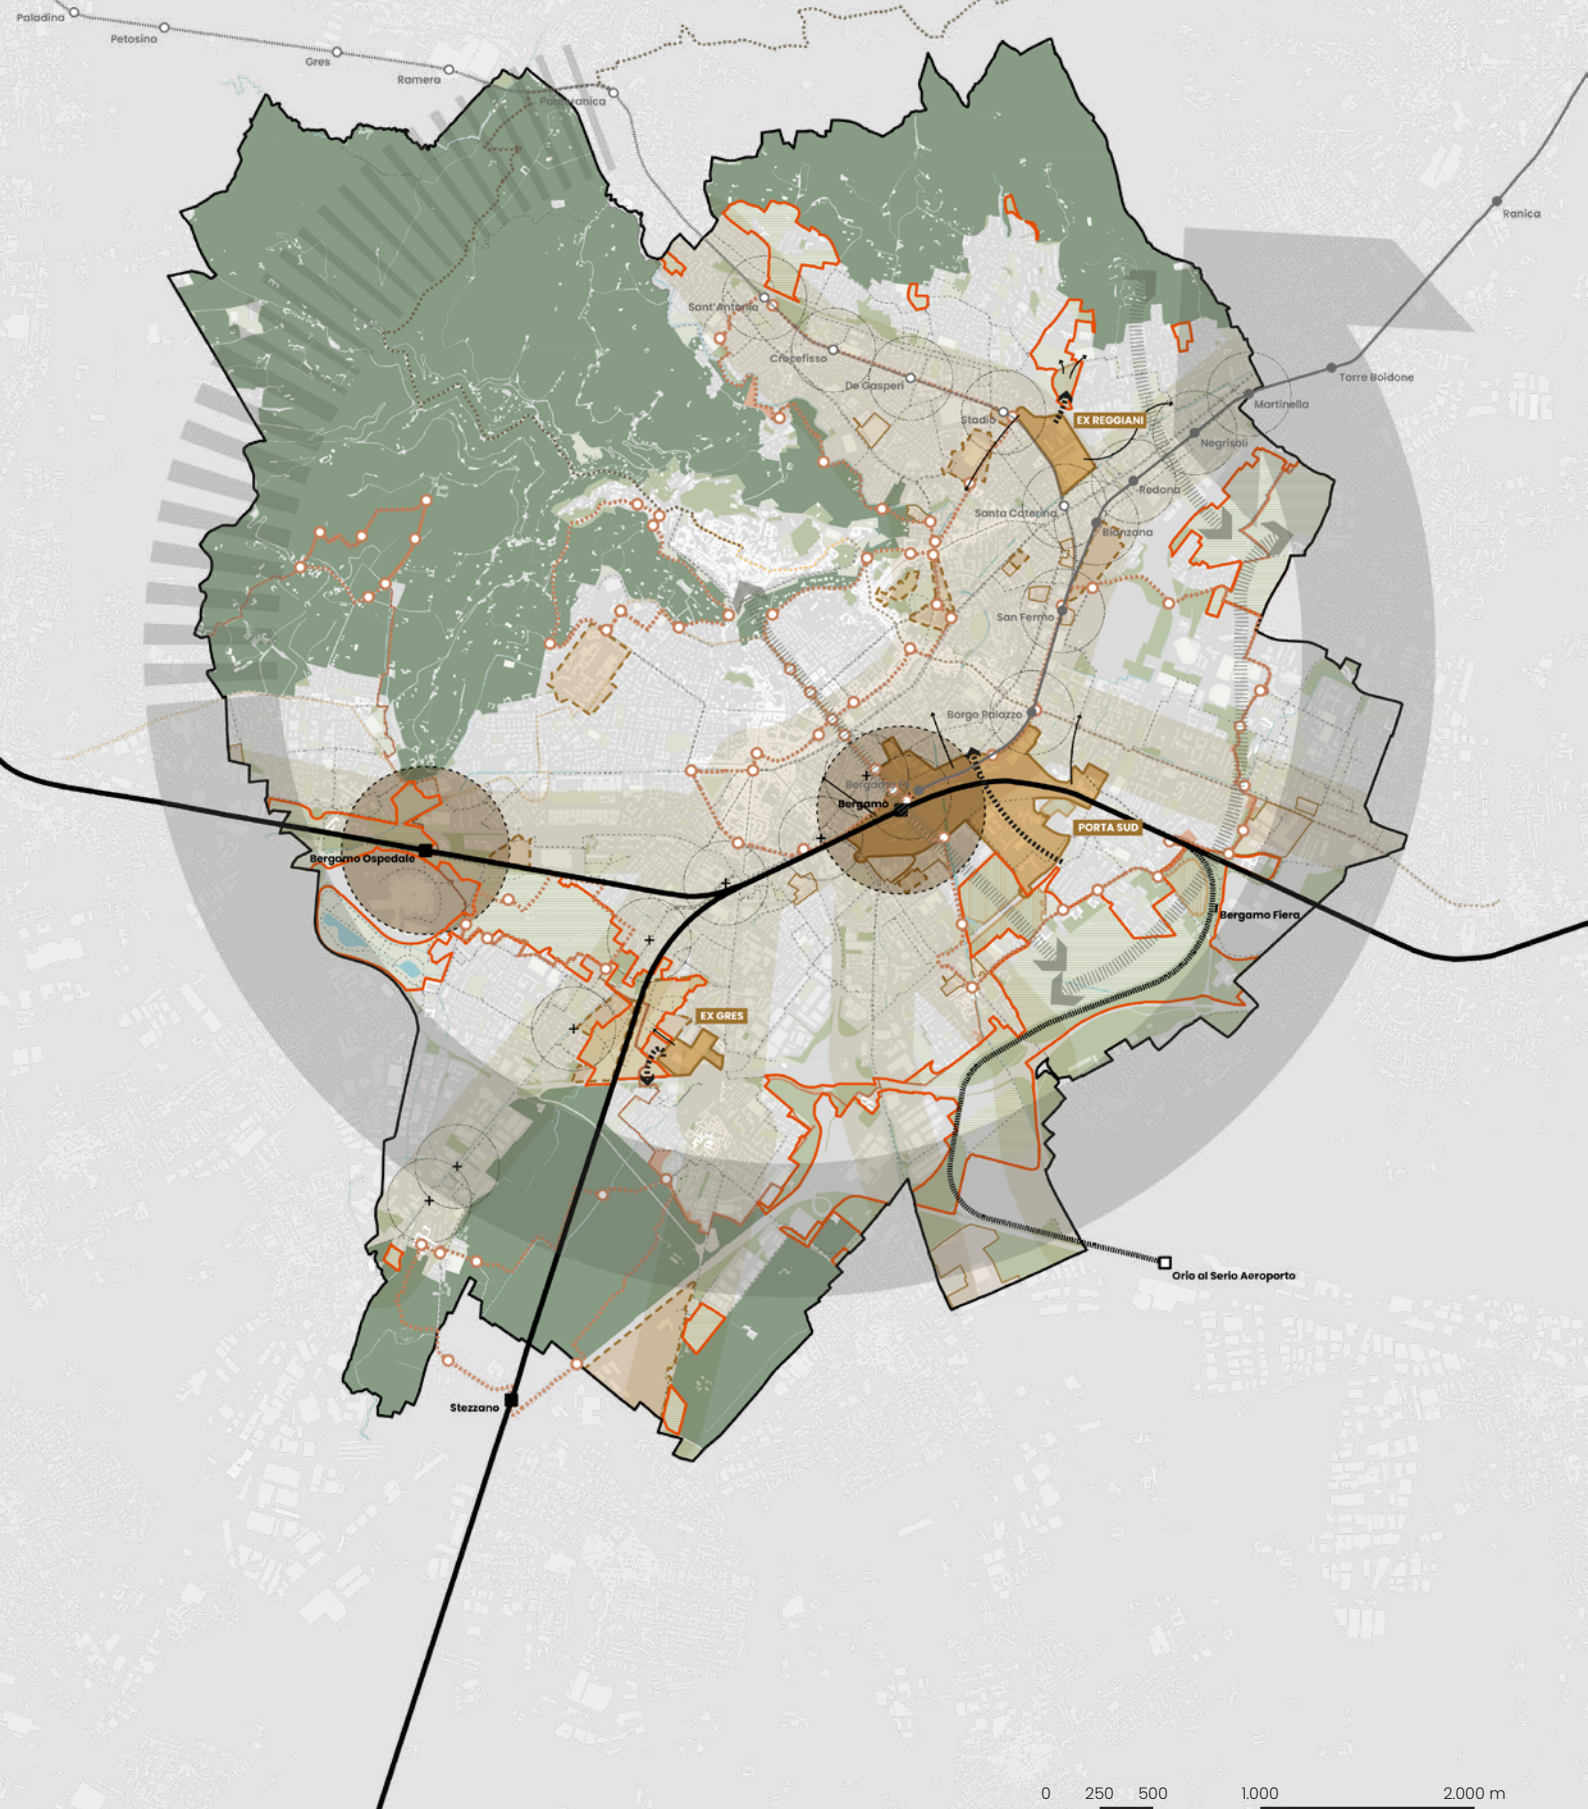 Paladina
Petosino
Gres
Ramera
Ponteranica
Ranica
Sant'Antonio
Crocefisso
De Gasperi
Torre Boldone
Martinella
Stadio
EX REGGIANI
Negrisoli
Redona
Santa Caterina
Bianzana
San Fermo
Borgo Palazzo
Bergamo
Bergamo
PORTA SUD
Bergamo Ospedale
Bergamo Fiera
EX GRES
Orio al Serio Aeroporto
Stezzano
0 250 500 1.000 2.000 m